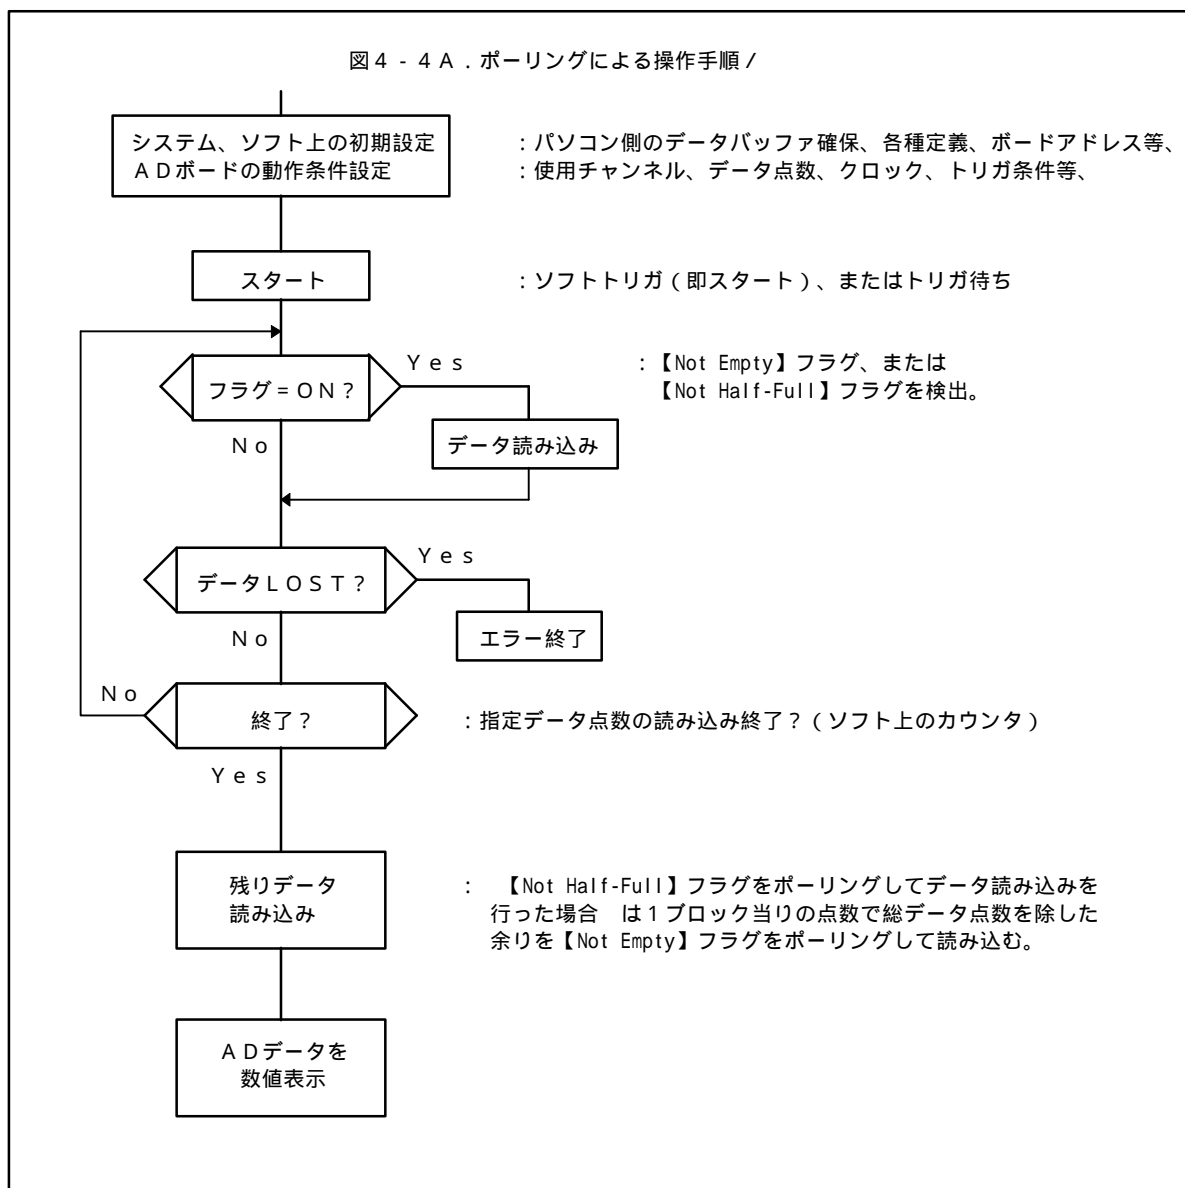 図4-4A.ポーリングによる操作手順/
システム、ソフト上の初期設定
ADボードの動作条件設定
:パソコン側のデータバッファ確保、各種定義、ボードアドレス等、
:使用チャンネル、データ点数、クロック、トリガ条件等、
スタート
:ソフトトリガ(即スタート)、またはトリガ待ち
フラグ=ON?
Yes
:【Not Empty】フラグ、または
【Not Half-Full】フラグを検出。
データ読み込み
No
データLOST?
Yes
エラー終了
No
No
終了?
:指定データ点数の読み込み終了?(ソフト上のカウンタ)
Yes
残りデータ
読み込み
: 【Not Half-Full】フラグをポーリングしてデータ読み込みを
行った場合 は1ブロック当りの点数で総データ点数を除した
余りを【Not Empty】フラグをポーリングして読み込む。
ADデータを
数値表示